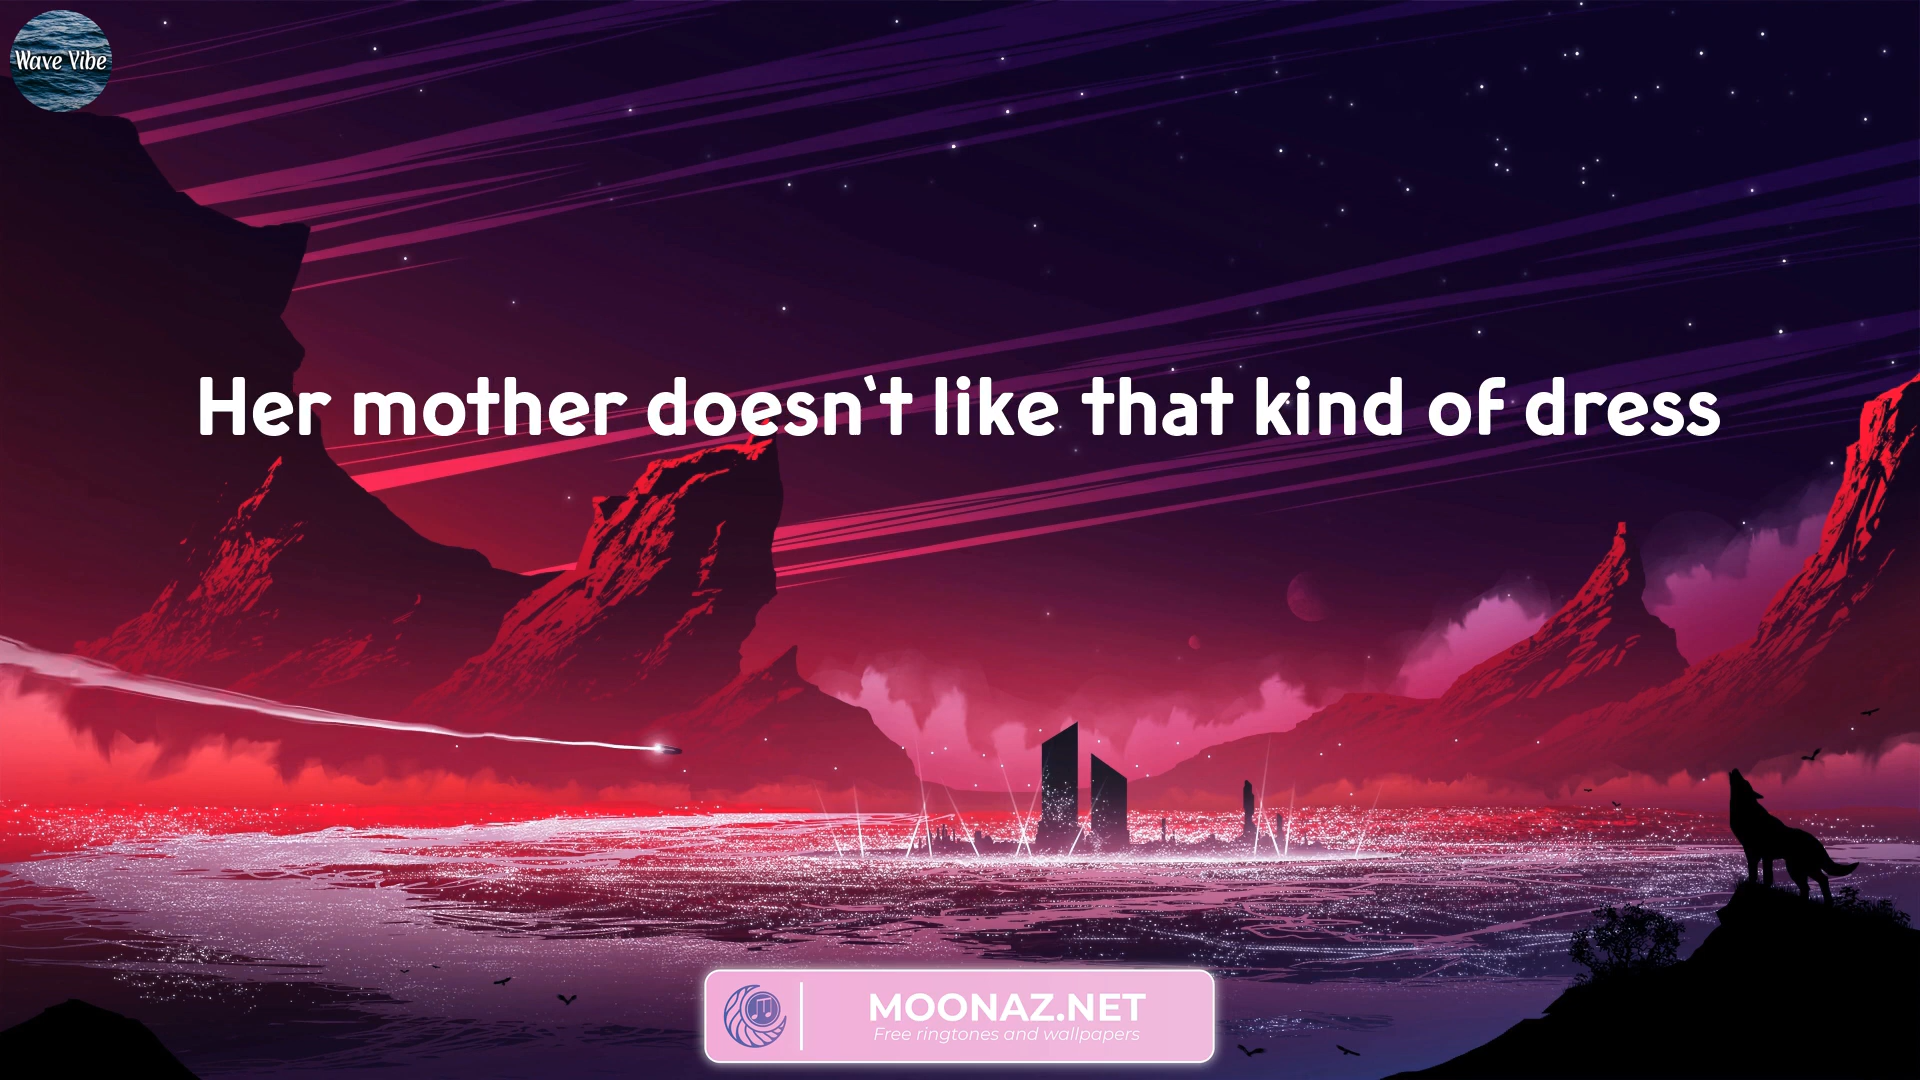 Wave Vibe
Her mother doesn't like that kind of dress
MOONAZ.NET
Free ringtones and wallpapers